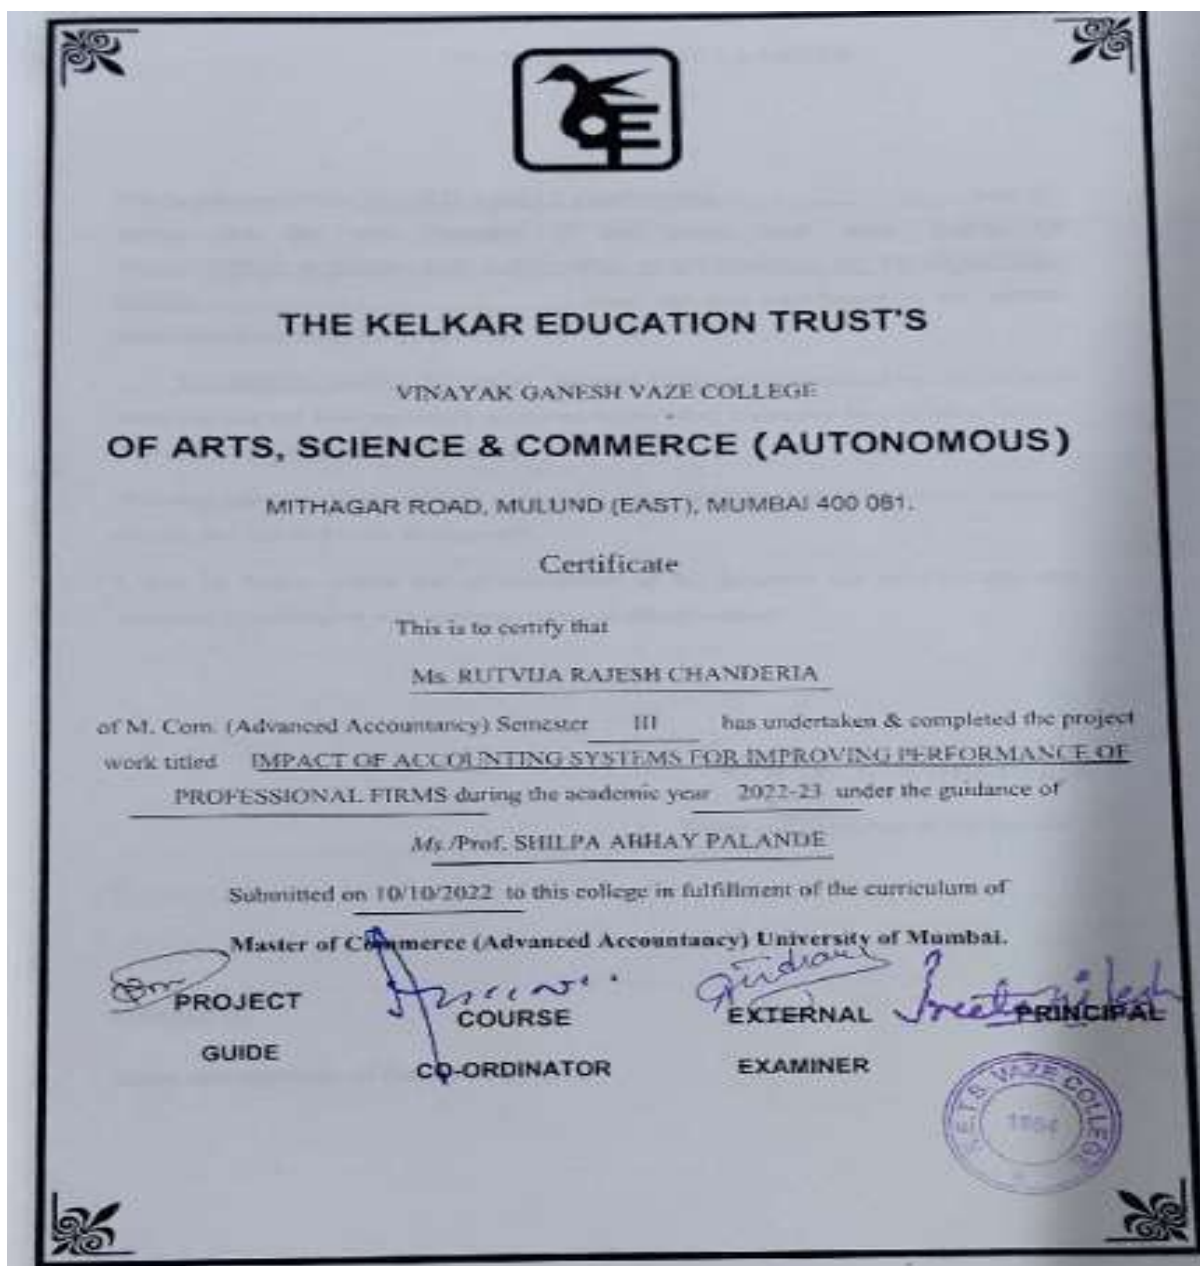 THE KELKAR EDUCATION TRUST'S
VINAYAK GANESH VAZE COLLEGE
OF ARTS, SCIENCE & COMMERCE (AUTONOMOUS)
MITHAGAR ROAD, MULUND (EAST), MUMBAI 400 081.
Certificate
This is to certify that
Ms. RUTVIJA RAJESH CHANDERIA
of M. Com. (Advanced Accountancy) Semester III has undertaken & completed the project
work titled IMPACT OF ACCOUNTING SYSTEMS FOR IMPROVING PERFORMANCE OF
PROFESSIONAL FIRMS during the academic year 2022-23 under the guidance of
Ms./Prof. SHILPA ABHAY PALANDE
Submitted on 10/10/2022 to this college in fulfillment of the curriculum of
Master of Commerce (Advanced Accountancy) University of Mumbai.
PROJECT COURSE EXTERNAL PRINCIPAL
GUIDE CO-ORDINATOR EXAMINER
K.E.T.S. VAZE COLLEGE
1984